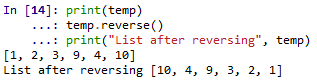 In [14]: print(temp)
...: temp.reverse()
...: print("List after reversing", temp)
[1, 2, 3, 9, 4, 10]
List after reversing [10, 4, 9, 3, 2, 1]